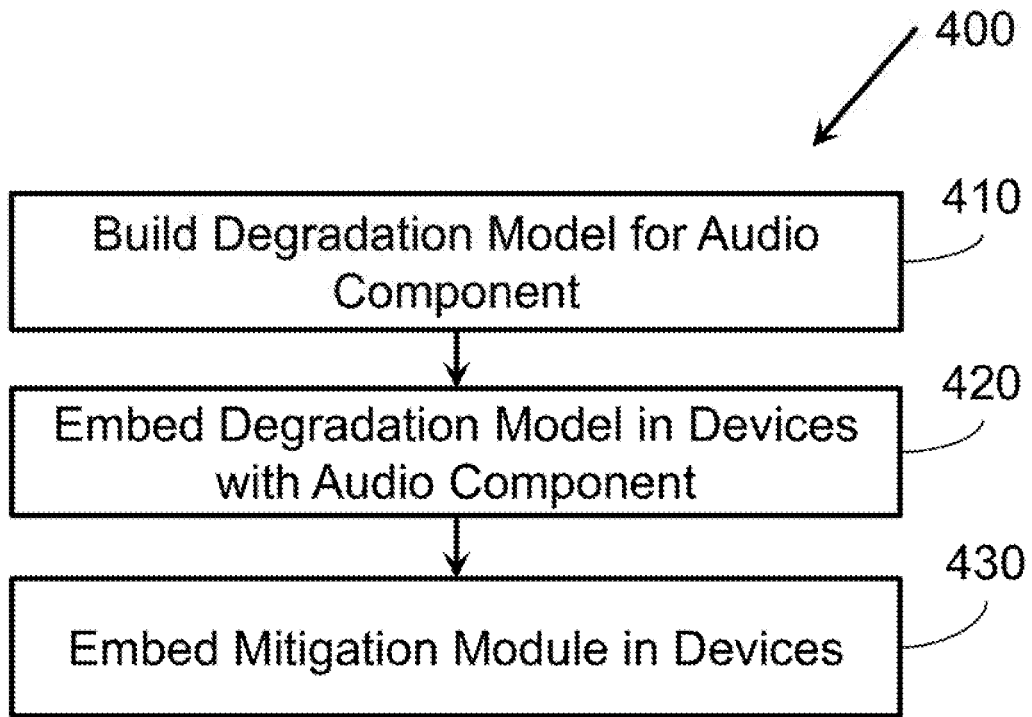 400
410
Build Degradation Model for Audio
Component
420
Embed Degradation Model in Devices
with Audio Component
430
Embed Mitigation Module in Devices